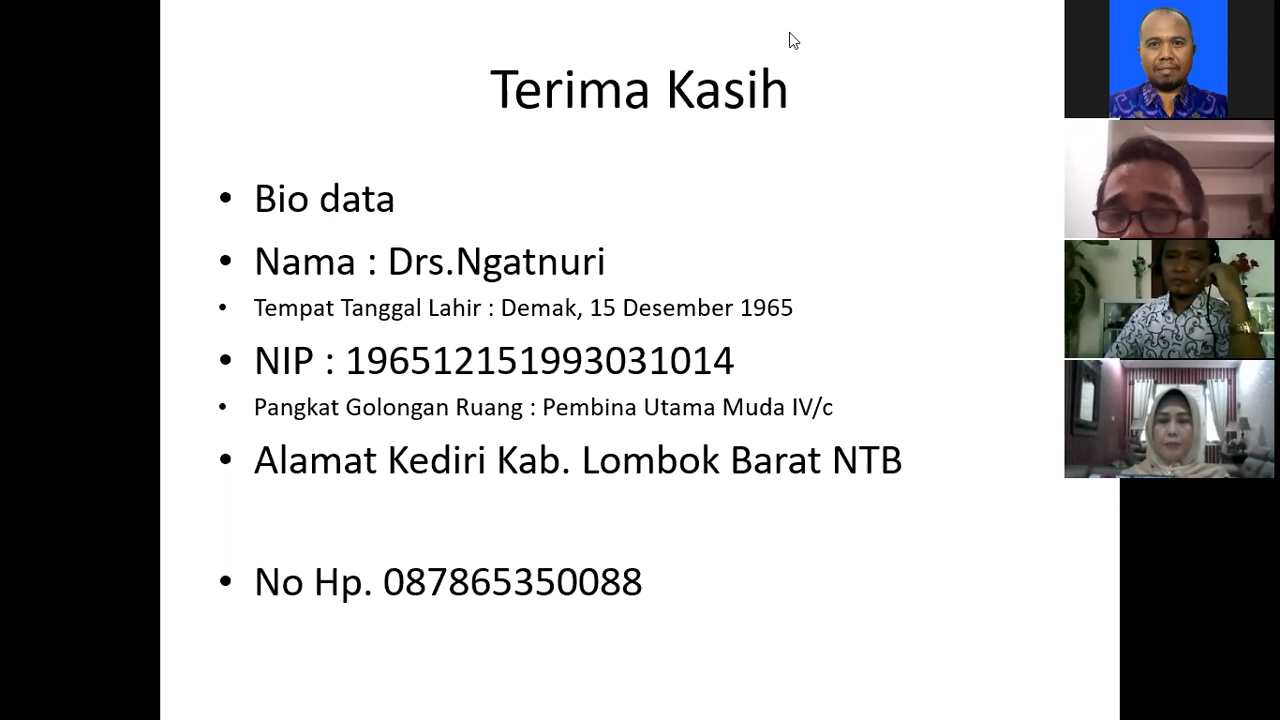 Terima Kasih
• Bio data
• Nama : Drs.Ngatnuri
• Tempat Tanggal Lahir : Demak, 15 Desember 1965
• NIP : 196512151993031014
• Pangkat Golongan Ruang : Pembina Utama Muda IV/c
• Alamat Kediri Kab. Lombok Barat NTB
• No Hp. 087865350088